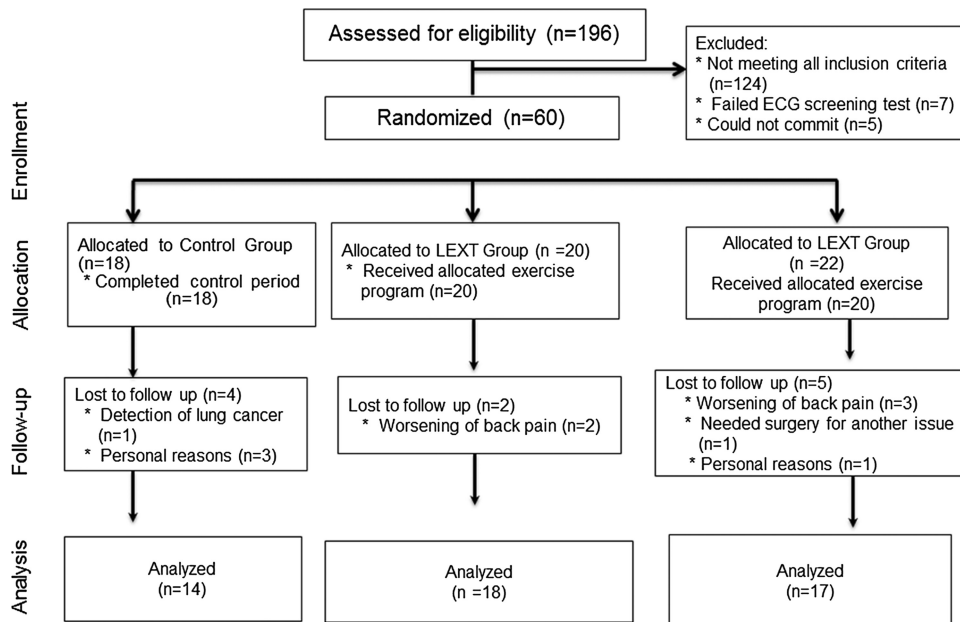 Assessed for eligibility (n=196)
Excluded:
* Not meeting all inclusion criteria
(n=124)
* Failed ECG screening test (n=7)
* Could not commit (n=5)
Randomized (n=60)
Enrollment
Allocation
Allocated to Control Group
(n=18)
* Completed control period
(n=18)
Allocated to LEXT Group (n =20)
* Received allocated exercise
program (n=20)
Allocated to LEXT Group
(n =22)
Received allocated exercise
program (n=20)
Follow-up
Lost to follow up (n=4)
* Detection of lung cancer
(n=1)
* Personal reasons (n=3)
Lost to follow up (n=2)
* Worsening of back pain (n=2)
Lost to follow up (n=5)
* Worsening of back pain (n=3)
* Needed surgery for another issue
(n=1)
* Personal reasons (n=1)
Analysis
Analyzed
(n=14)
Analyzed
(n =18)
Analyzed
(n=17)